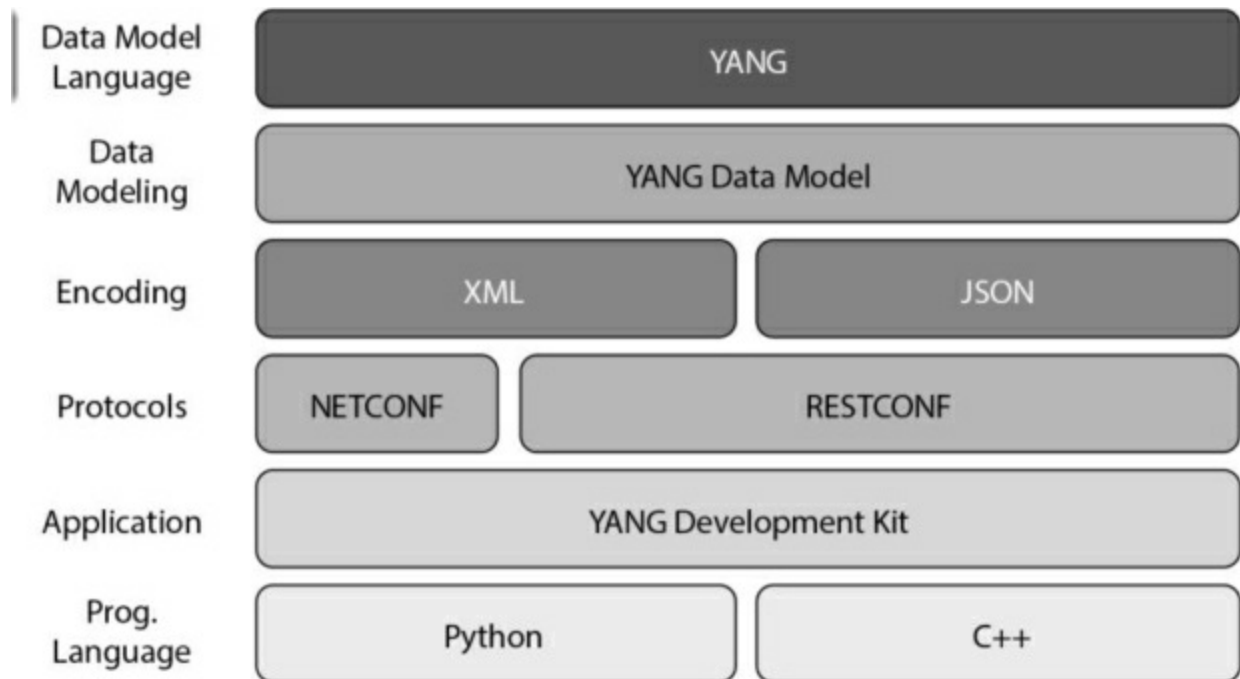 Data Model
Language
YANG
Data
Modeling
YANG Data Model
Encoding
XML
JSON
Protocols
NETCONF
RESTCONF
Application
YANG Development Kit
Prog.
Language
Python
C++